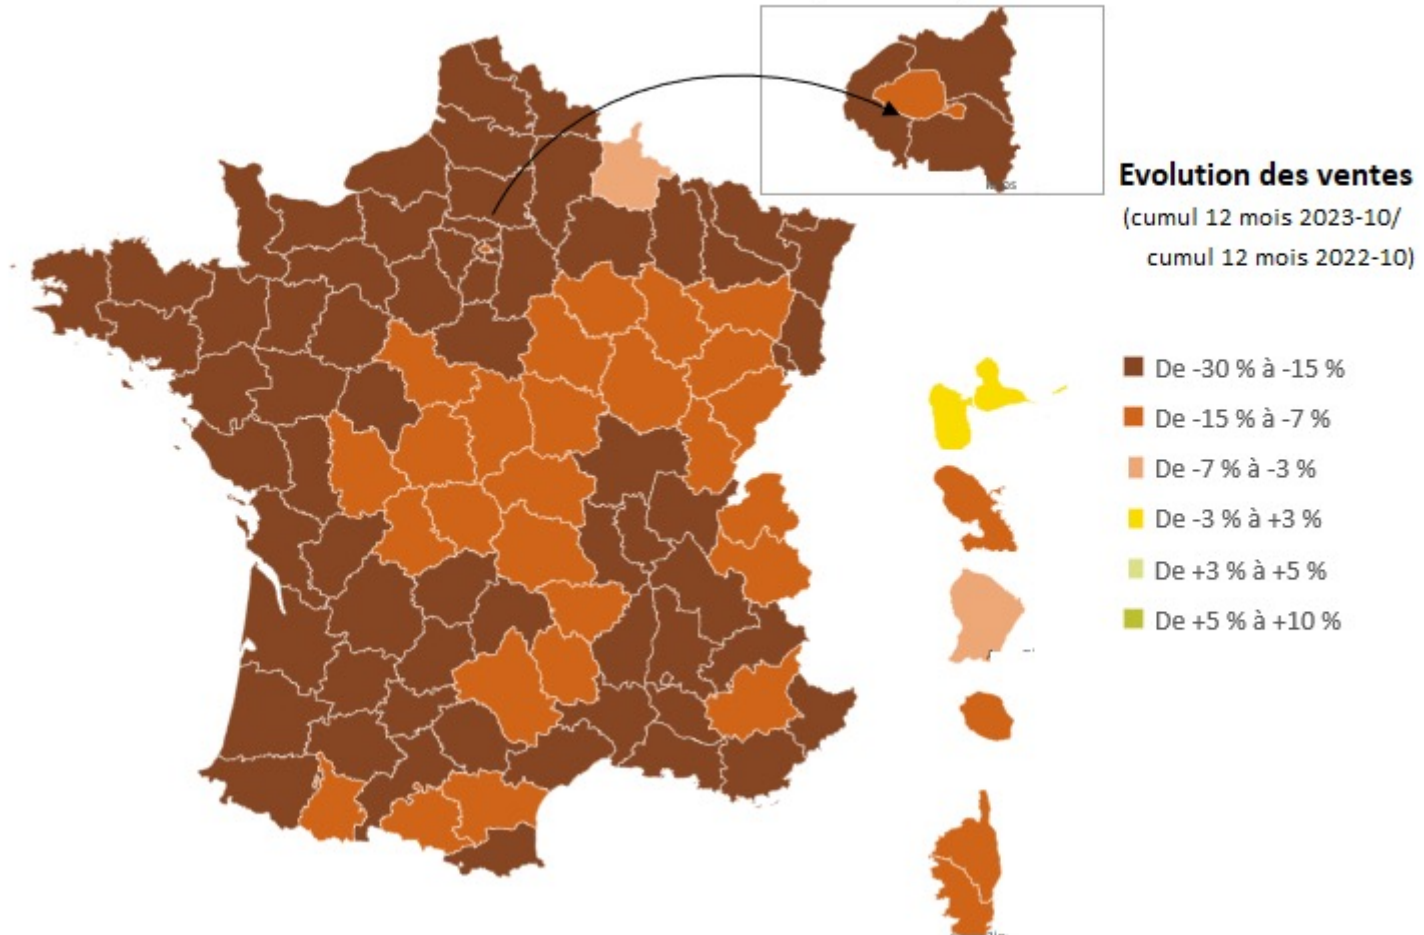 Evolution des ventes
(cumul 12 mois 2023-10/
cumul 12 mois 2022-10)
De -30 % à -15 %
De -15 % à -7 %
De -7 % à -3 %
De -3 % à +3 %
De +3 % à +5 %
De +5 % à +10 %